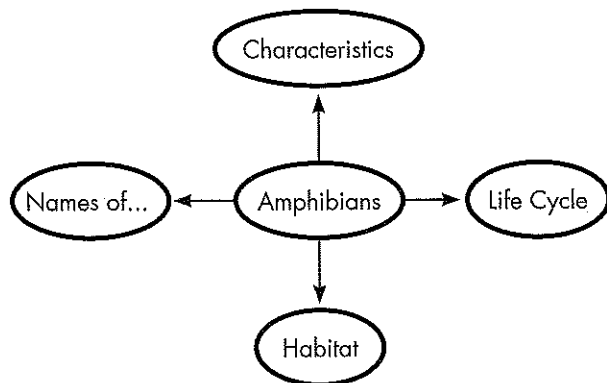 Characteristics
Names of...
Amphibians
Life Cycle
Habitat